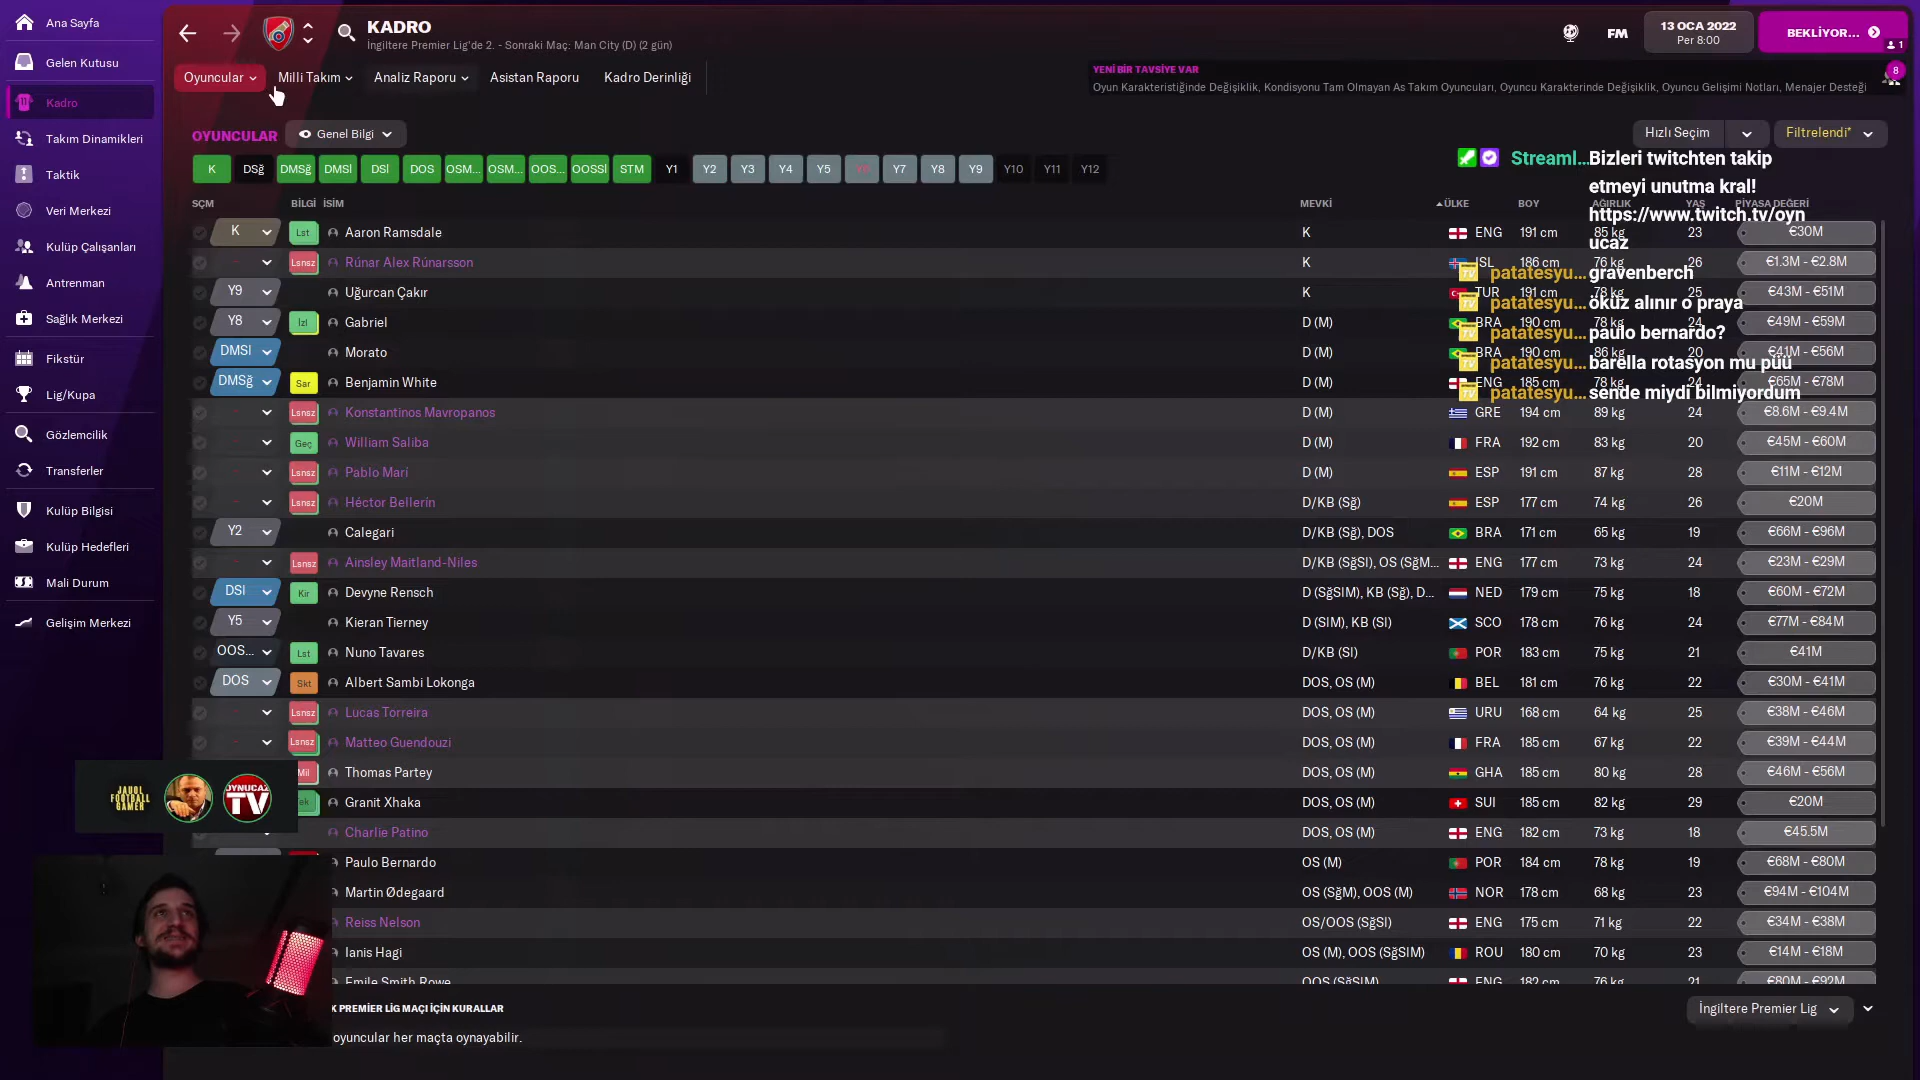 Ana Sayfa
Gelen Kutusu
Kadro
Takım Dinamikleri
Taktik
Veri Merkezi
Kulüp Çalışanları
Antrenman
Sağlık Merkezi
Fikstür
Lig/Kupa
Gözlemcilik
Transferler
Kulüp Bilgisi
Kulüp Hedefleri
Mali Durum
Gelişim Merkezi
KADRO
İngiltere Premier Lig'de 2. - Sonraki Maç: Man City (D) (2 gün)
FM
13 OCA 2022
Per 8:00
BEKLİYOR...
1
Oyuncular Milli Takım Analiz Raporu Asistan Raporu Kadro Derinliği
YENİ BİR TAVSİYE VAR
Oyun Karakteristiğinde Değişiklik, Kondisyonu Tam Olmayan As Takım Oyuncuları, Oyuncu Karakterinde Değişiklik, Oyuncu Gelişimi Notları, Menajer Desteği
8
OYUNCULAR Genel Bilgi
Hızlı Seçim Filtrelendi*
K DSğ DMSğ DMSl DSl DOS OSM... OSM... OOS... OOSSl STM Y1 Y2 Y3 Y4 Y5 Y7 Y8 Y9 Y10 Y11 Y12
Streaml... Bizleri twitchten takip
etmeyi unutma kral!
https://www.twitch.tv/oyn
ucaz
patatesyu... gravenberch
patatesyu... öküz alınır o praya
patatesyu... paulo bernardo?
patatesyu... barella rotasyon mu püü
patatesyu... sende miydi bilmiyordum
SÇM BİLGİ İSİM MEVKİ ÜLKE BOY AĞIRLIK YAŞ PİYASA DEĞERİ
K Lst Aaron Ramsdale K ENG 191 cm 85 kg 23 €30M
- Lsnsz Rúnar Alex Rúnarsson K ISL 186 cm 76 kg 26 €1.3M - €2.8M
Y9 Uğurcan Çakır K TUR 191 cm 78 kg 25 €43M - €51M
Y8 İzl Gabriel D (M) BRA 190 cm 78 kg 24 €49M - €59M
DMSl Morato D (M) BRA 190 cm 86 kg 20 €41M - €56M
DMSğ Sar Benjamin White D (M) ENG 185 cm 78 kg 24 €65M - €78M
- Lsnsz Konstantinos Mavropanos D (M) GRE 194 cm 89 kg 24 €8.6M - €9.4M
- Geç William Saliba D (M) FRA 192 cm 83 kg 20 €45M - €60M
- Lsnsz Pablo Marí D (M) ESP 191 cm 87 kg 28 €11M - €12M
- Lsnsz Héctor Bellerín D/KB (Sğ) ESP 177 cm 74 kg 26 €20M
Y2 Calegari D/KB (Sğ), DOS BRA 171 cm 65 kg 19 €66M - €96M
- Lsnsz Ainsley Maitland-Niles D/KB (SğSl), OS (SğM... ENG 177 cm 73 kg 24 €23M - €29M
DSl Kir Devyne Rensch D (SğSlM), KB (Sğ), D... NED 179 cm 75 kg 18 €60M - €72M
Y5 Kieran Tierney D (SlM), KB (Sl) SCO 178 cm 76 kg 24 €77M - €84M
OOS... Lst Nuno Tavares D/KB (Sl) POR 183 cm 75 kg 21 €41M
DOS Skt Albert Sambi Lokonga DOS, OS (M) BEL 181 cm 76 kg 22 €30M - €41M
- Lsnsz Lucas Torreira DOS, OS (M) URU 168 cm 64 kg 25 €38M - €46M
- Lsnsz Matteo Guendouzi DOS, OS (M) FRA 185 cm 67 kg 22 €39M - €44M
Mil Thomas Partey DOS, OS (M) GHA 185 cm 80 kg 28 €46M - €56M
Granit Xhaka DOS, OS (M) SUI 185 cm 82 kg 29 €20M
Charlie Patino DOS, OS (M) ENG 182 cm 73 kg 18 €45.5M
Paulo Bernardo OS (M) POR 184 cm 78 kg 19 €68M - €80M
Martin Ødegaard OS (SğM), OOS (M) NOR 178 cm 68 kg 23 €94M - €104M
Reiss Nelson OS/OOS (SğSl) ENG 175 cm 71 kg 22 €34M - €38M
Ianis Hagi OS (M), OOS (SğSlM) ROU 180 cm 70 kg 23 €14M - €18M
Emile Smith Rowe OOS (SğSlM) ENG 182 cm 76 kg 21 €80M - €92M
JAUOL
FOOTBALL
GAMER
OYNUCAZ
TV
K PREMİER LİG MAÇI İÇİN KURALLAR
oyuncular her maçta oynayabilir.
İngiltere Premier Lig